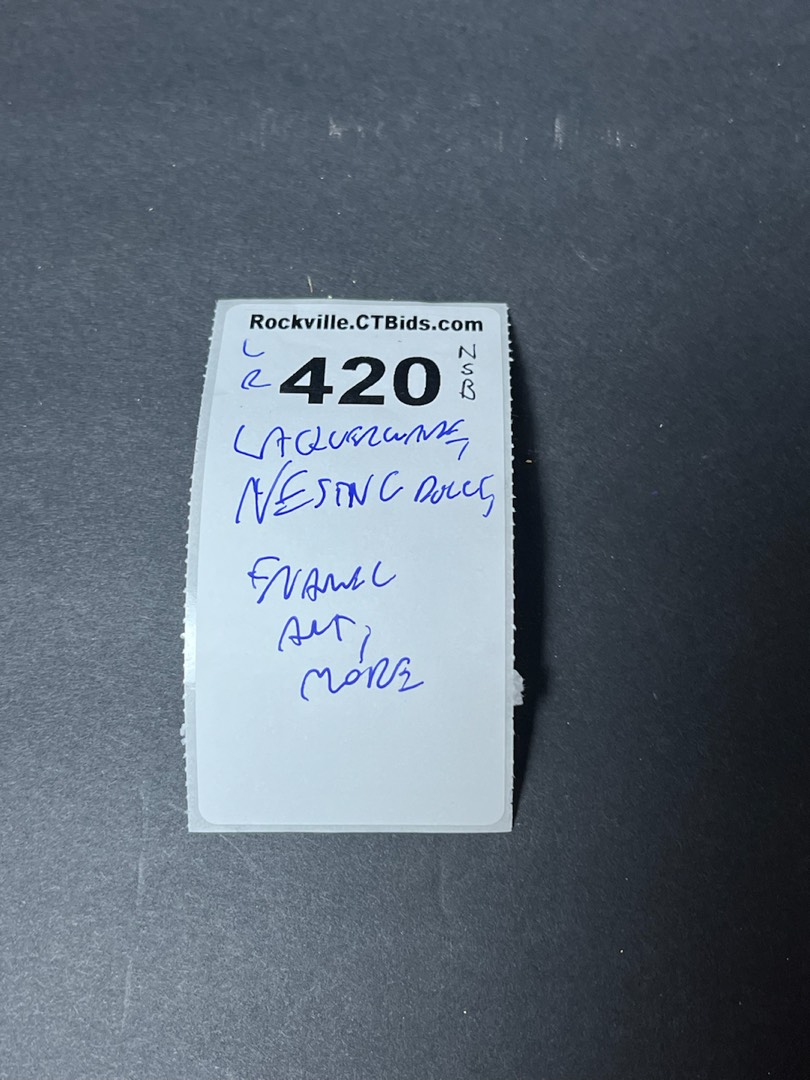 Rockville.CTBids.com
L R 420 NSB
LACQUERWARE,
NESTING DOLLS,
ENAMEL
ART,
MORE